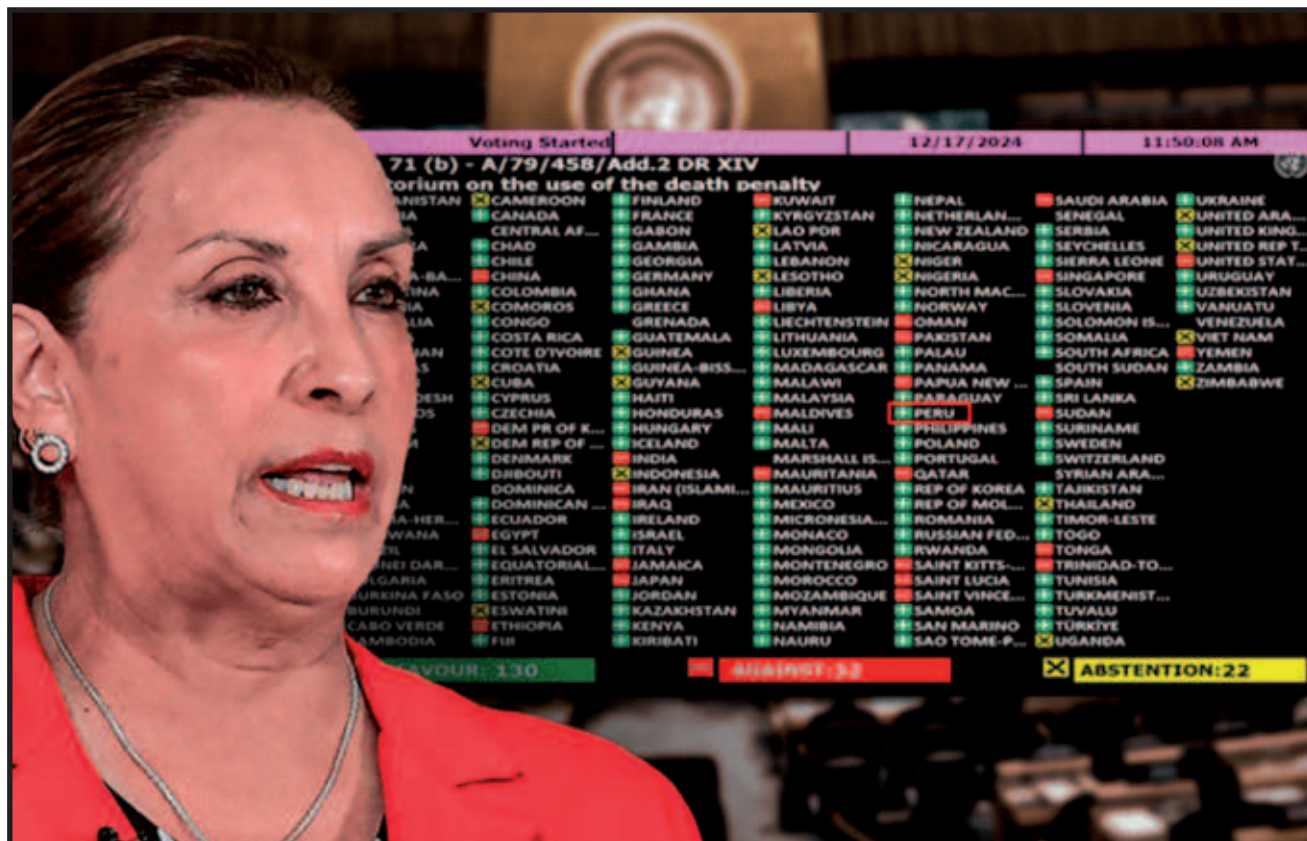 Voting Started 12/17/2024 11:50:08 AM
71 (b) - A/79/458/Add.2 DR XIV
torium on the use of the death penalty
ANISTAN
BURKINA FASO
BURUNDI
CABO VERDE
AMBODIA
CAMEROON
CANADA
CENTRAL AF...
CHAD
CHILE
CHINA
COLOMBIA
COMOROS
CONGO
COSTA RICA
COTE D'IVOIRE
CROATIA
CUBA
CYPRUS
CZECHIA
DEM PR OF K...
DEM REP OF ...
DENMARK
DJIBOUTI
DOMINICA
DOMINICAN ...
ECUADOR
EGYPT
EL SALVADOR
EQUATORIAL...
ERITREA
ESTONIA
ESWATINI
ETHIOPIA
FIJI
FINLAND
FRANCE
GABON
GAMBIA
GEORGIA
GERMANY
GHANA
GREECE
GRENADA
GUATEMALA
GUINEA
GUINEA-BISS...
GUYANA
HAITI
HONDURAS
HUNGARY
ICELAND
INDIA
INDONESIA
IRAN (ISLAMI...
IRAQ
IRELAND
ISRAEL
ITALY
JAMAICA
JAPAN
JORDAN
KAZAKHSTAN
KENYA
KIRIBATI
KUWAIT
KYRGYZSTAN
LAO PDR
LATVIA
LEBANON
LESOTHO
LIBERIA
LIBYA
LIECHTENSTEIN
LITHUANIA
LUXEMBOURG
MADAGASCAR
MALAWI
MALAYSIA
MALDIVES
MALI
MALTA
MARSHALL IS...
MAURITANIA
MAURITIUS
MEXICO
MICRONESIA...
MONACO
MONGOLIA
MONTENEGRO
MOROCCO
MOZAMBIQUE
MYANMAR
NAMIBIA
NAURU
NEPAL
NETHERLAN...
NEW ZEALAND
NICARAGUA
NIGER
NIGERIA
NORTH MAC...
NORWAY
OMAN
PAKISTAN
PALAU
PANAMA
PAPUA NEW ...
PARAGUAY
PERU
PHILIPPINES
POLAND
PORTUGAL
QATAR
REP OF KOREA
REP OF MOL...
ROMANIA
RUSSIAN FED...
RWANDA
SAINT KITTS-...
SAINT LUCIA
SAINT VINCE...
SAMOA
SAN MARINO
SAO TOME-P...
SAUDI ARABIA
SENEGAL
SERBIA
SEYCHELLES
SIERRA LEONE
SINGAPORE
SLOVAKIA
SLOVENIA
SOLOMON IS...
SOMALIA
SOUTH AFRICA
SOUTH SUDAN
SPAIN
SRI LANKA
SUDAN
SURINAME
SWEDEN
SWITZERLAND
SYRIAN ARA...
TAJIKISTAN
THAILAND
TIMOR-LESTE
TOGO
TONGA
TRINIDAD-TO...
TUNISIA
TURKMENIST...
TUVALU
TÜRKİYE
UGANDA
UKRAINE
UNITED ARA...
UNITED KING...
UNITED REP T...
UNITED STAT...
URUGUAY
UZBEKISTAN
VANUATU
VENEZUELA
VIET NAM
YEMEN
ZAMBIA
ZIMBABWE
AVOUR: 130 AGAINST:32 ABSTENTION:22